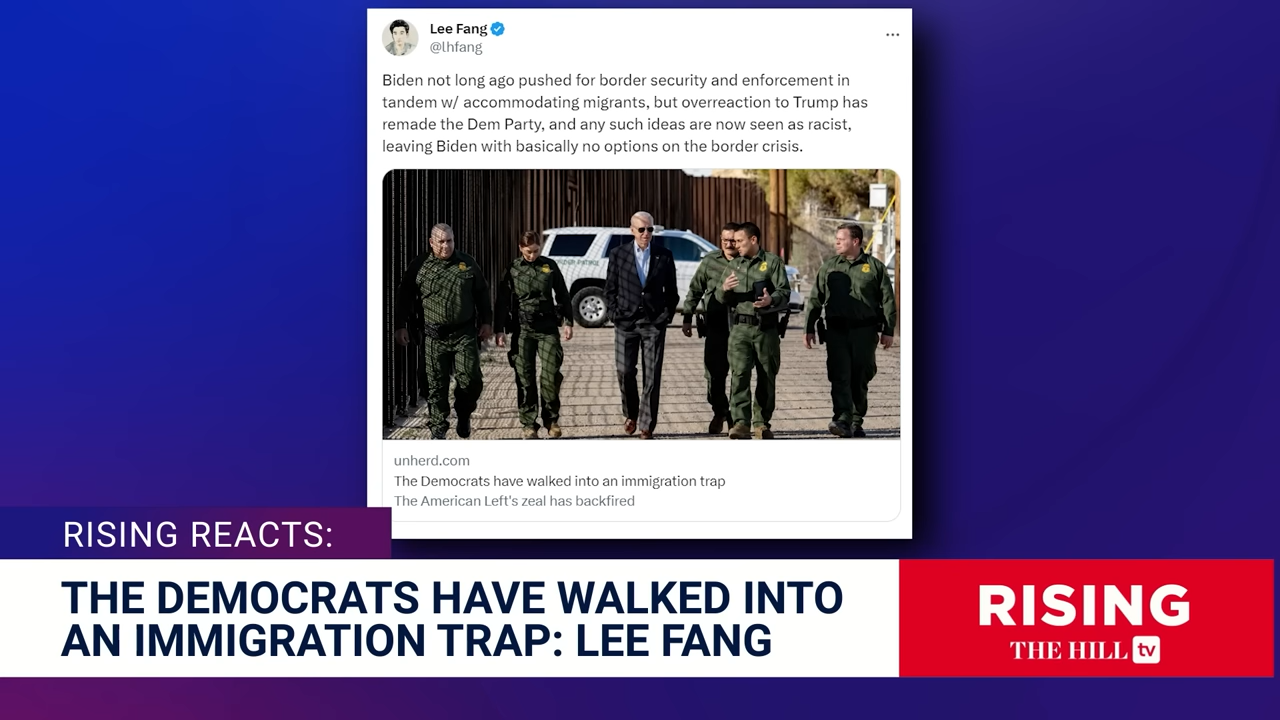 Lee Fang
@lhfang
Biden not long ago pushed for border security and enforcement in
tandem w/ accommodating migrants, but overreaction to Trump has
remade the Dem Party, and any such ideas are now seen as racist,
leaving Biden with basically no options on the border crisis.
unherd.com
The Democrats have walked into an immigration trap
The American Left's zeal has backfired
RISING REACTS:
THE DEMOCRATS HAVE WALKED INTO
AN IMMIGRATION TRAP: LEE FANG
RISING
THE HILL tv